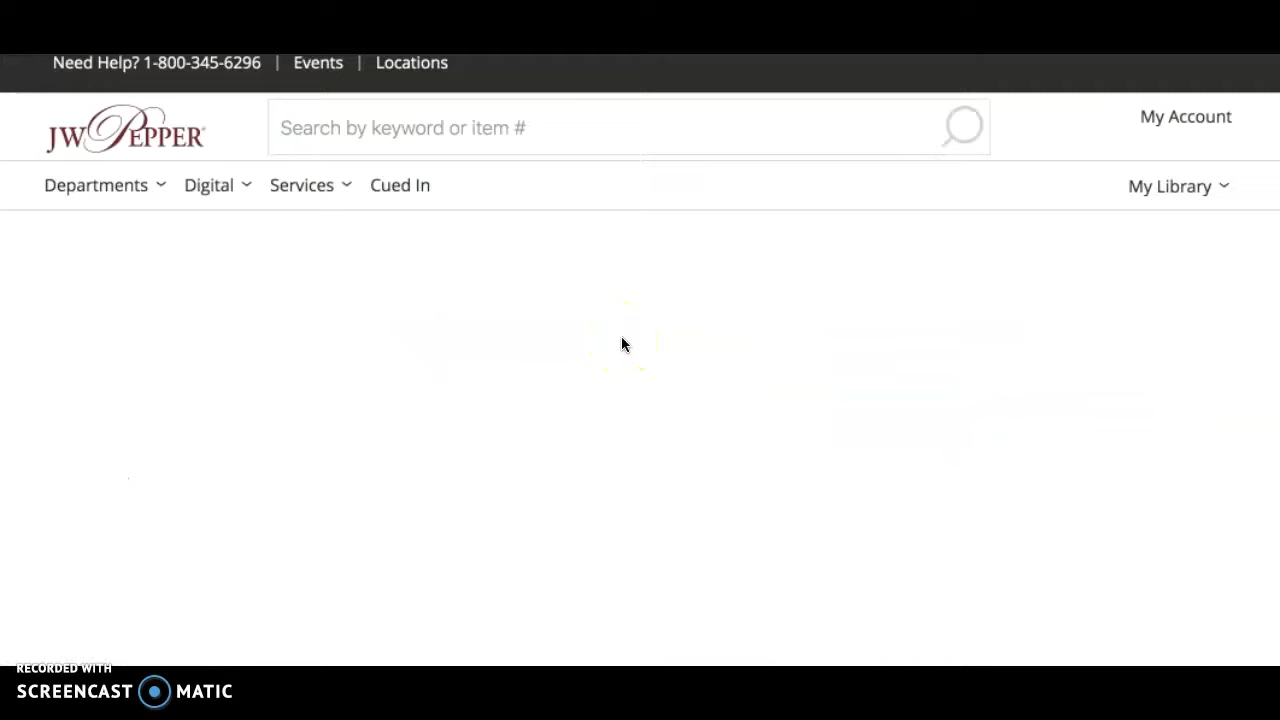 Need Help? 1-800-345-6296 | Events | Locations
JW PEPPER
Search by keyword or item #
My Account
Departments Digital Services Cued In My Library
RECORDED WITH
SCREENCAST MATIC